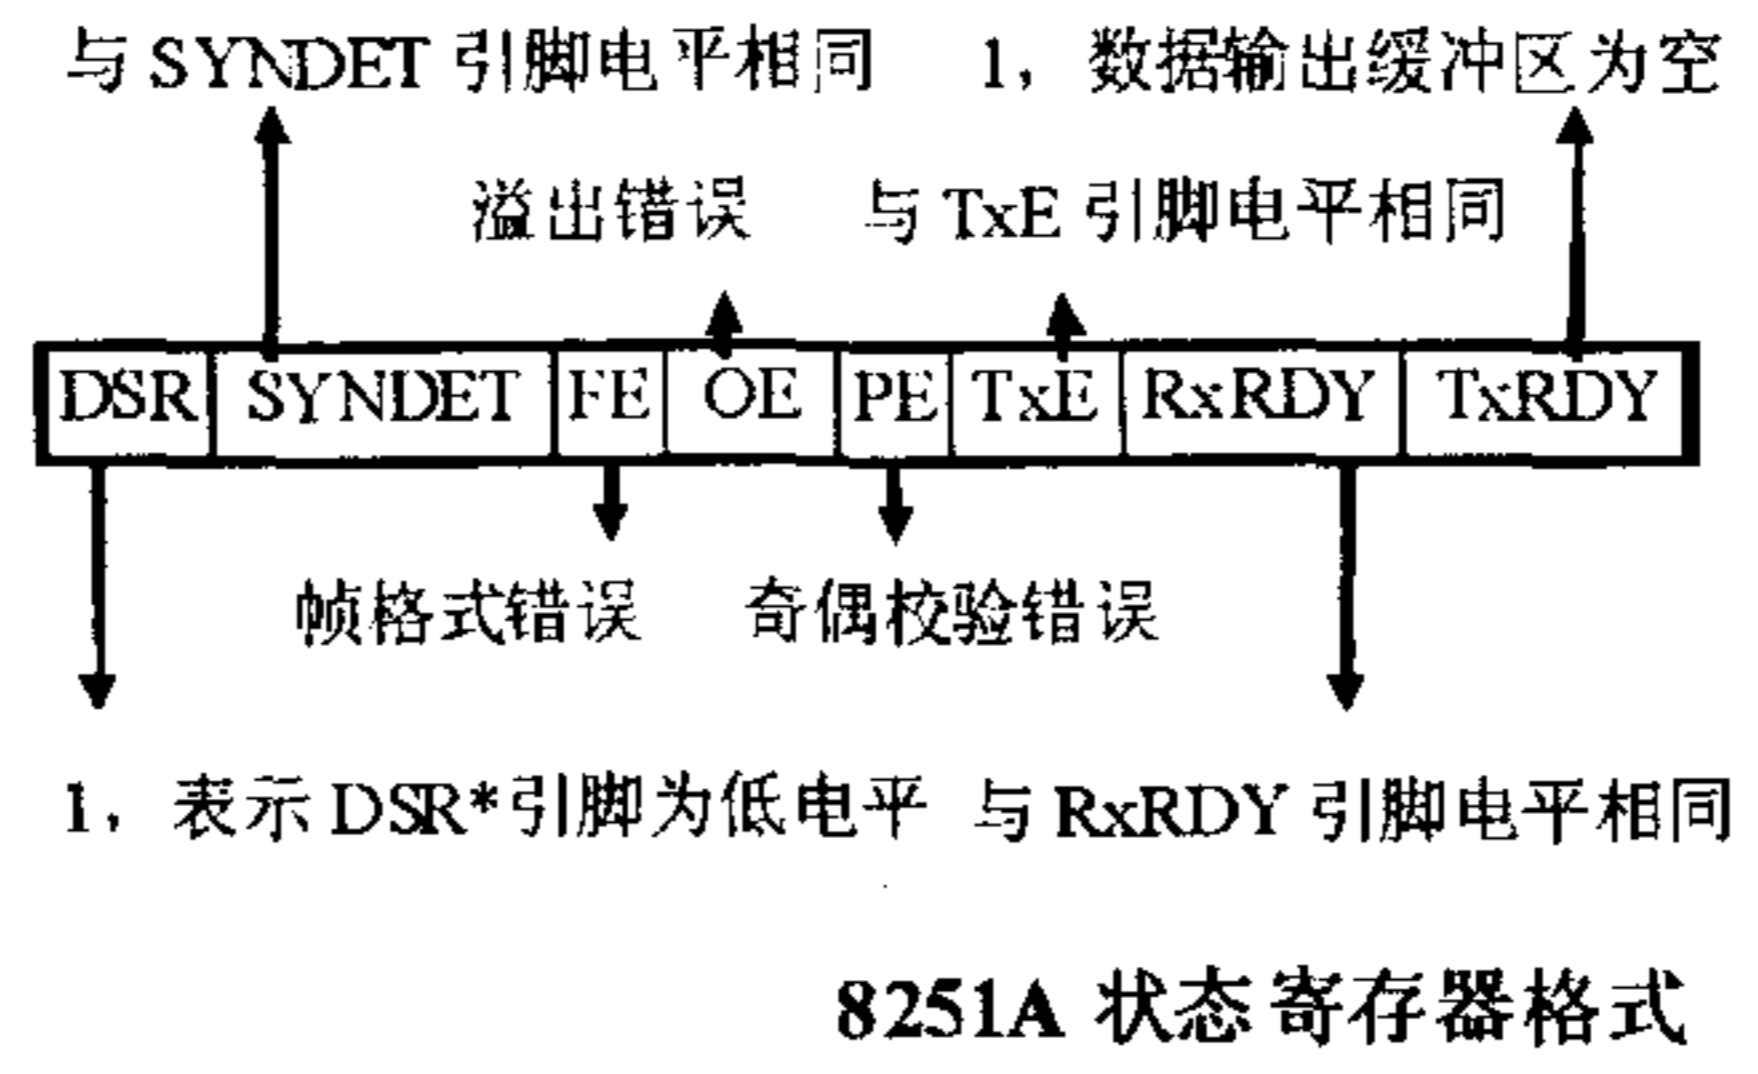 与 SYNDET 引脚电平相同 1，数据输出缓冲区为空
溢出错误 与 TxE 引脚电平相同
DSR SYNDET FE OE PE TxE RxRDY TxRDY
帧格式错误 奇偶校验错误
1，表示 DSR*引脚为低电平 与 RxRDY 引脚电平相同
8251A 状态寄存器格式